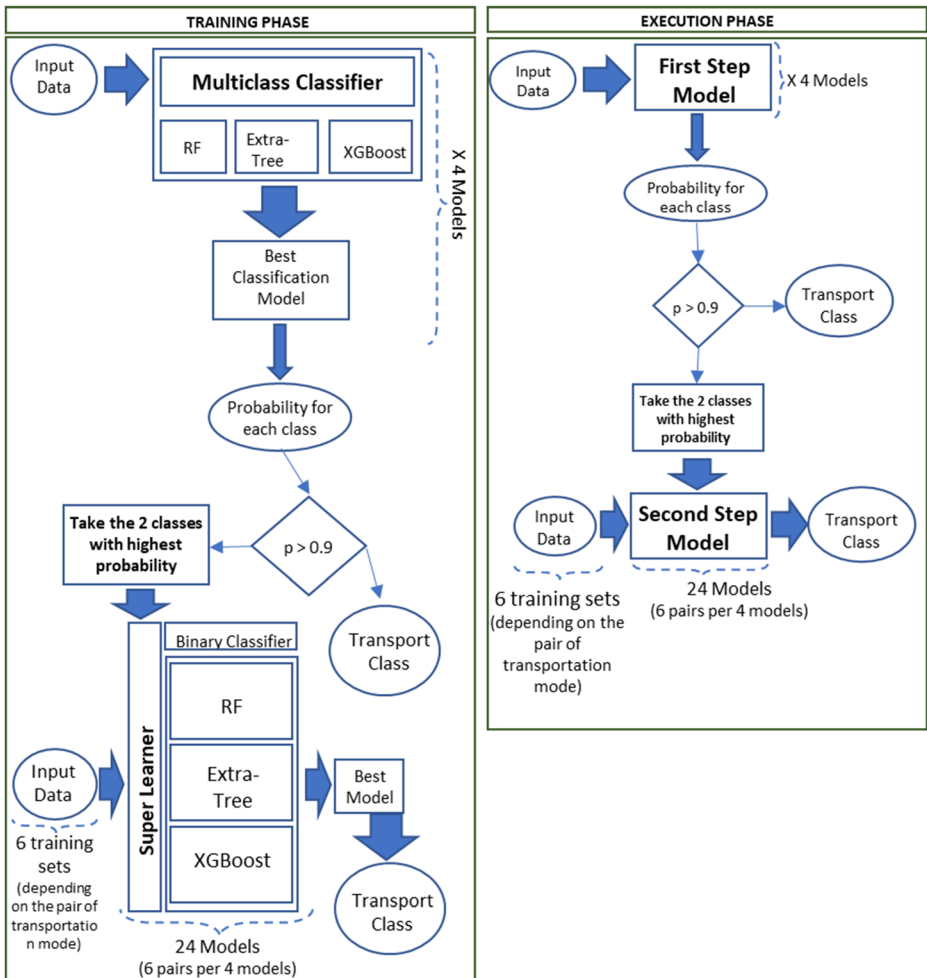 TRAINING PHASE
Input
Data
Multiclass Classifier
RF
Extra-
Tree
XGBoost
X 4 Models
Best
Classification
Model
Probability for
each class
p > 0.9
Take the 2 classes
with highest
probability
Transport
Class
Super Learner
Binary Classifier
RF
Extra-
Tree
XGBoost
Input
Data
6 training
sets
(depending
on the pair of
transportatio
n mode)
24 Models
(6 pairs per 4 models)
Best
Model
Transport
Class
EXECUTION PHASE
Input
Data
First Step
Model
X 4 Models
Probability for
each class
p > 0.9
Transport
Class
Take the 2 classes
with highest
probability
Input
Data
Second Step
Model
Transport
Class
6 training sets
(depending on the
pair of
transportation
mode)
24 Models
(6 pairs per 4 models)